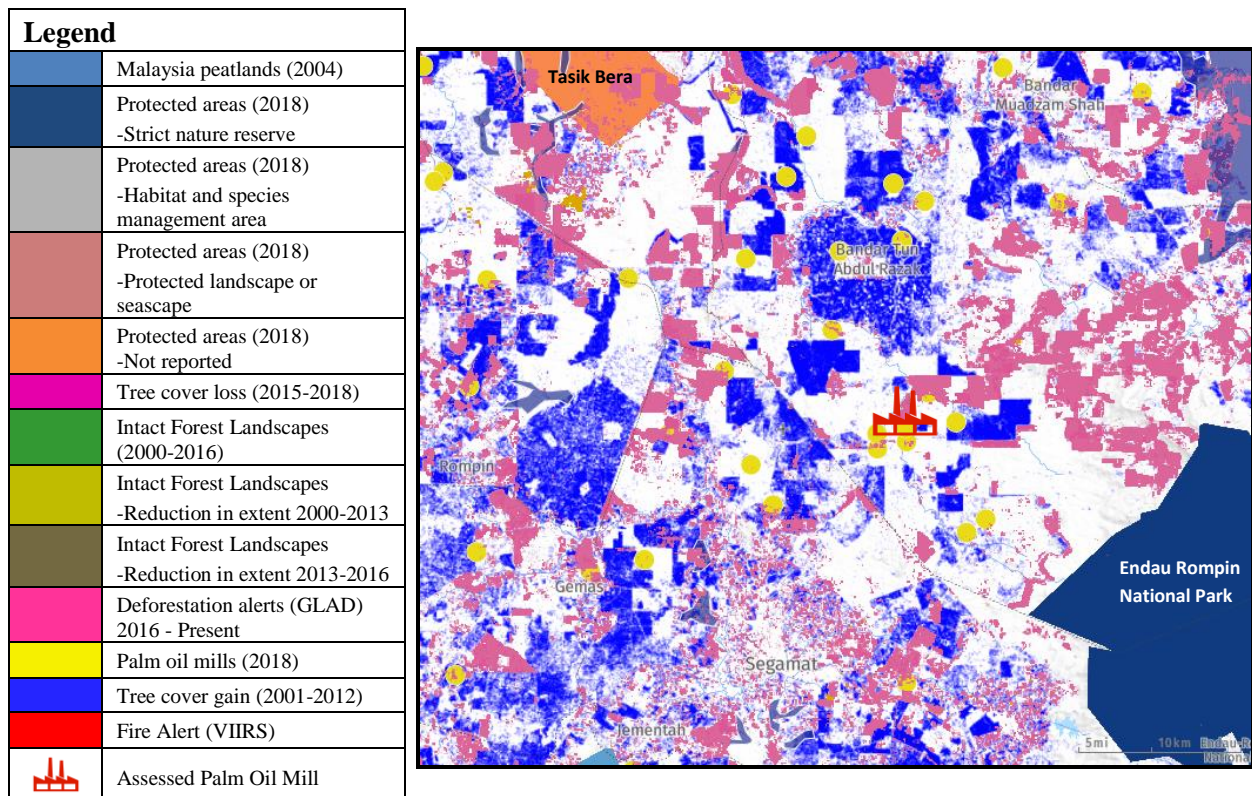 Legend
Malaysia peatlands (2004)
Protected areas (2018)
-Strict nature reserve
Protected areas (2018)
-Habitat and species
management area
Protected areas (2018)
-Protected landscape or
seascape
Protected areas (2018)
-Not reported
Tree cover loss (2015-2018)
Intact Forest Landscapes
(2000-2016)
Intact Forest Landscapes
-Reduction in extent 2000-2013
Intact Forest Landscapes
-Reduction in extent 2013-2016
Deforestation alerts (GLAD)
2016 - Present
Palm oil mills (2018)
Tree cover gain (2001-2012)
Fire Alert (VIIRS)
Assessed Palm Oil Mill
Tasik Bera
Bandar
Muadzam Shah
Bandar Tun
Abdul Razak
Rompin
Endau Rompin
National Park
Gemas
Segamat
Jementah
5mi
10km